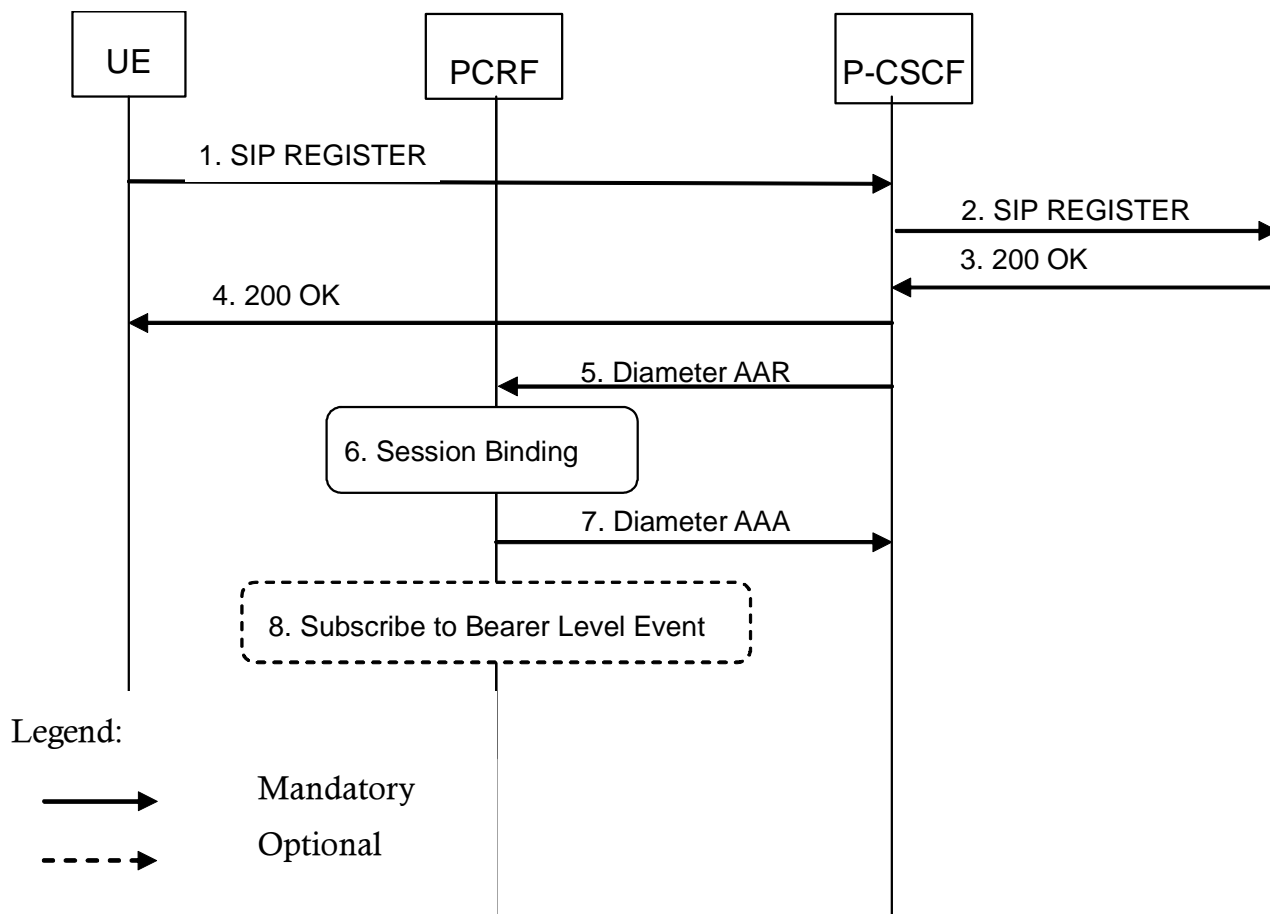 UE
PCRF
P-CSCF
1. SIP REGISTER
2. SIP REGISTER
3. 200 OK
4. 200 OK
5. Diameter AAR
6. Session Binding
7. Diameter AAA
8. Subscribe to Bearer Level Event
Legend:
Mandatory
Optional